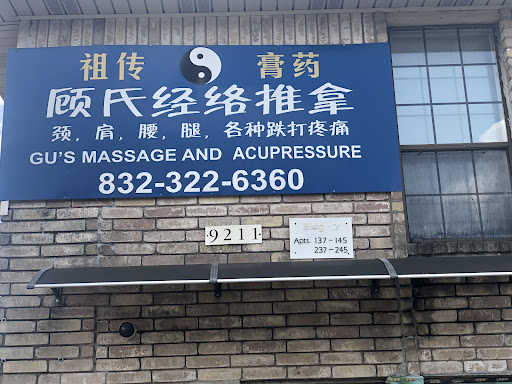 祖传 膏药
顾氏经络推拿
颈, 肩, 腰, 腿, 各种跌打疼痛
GU'S MASSAGE AND ACUPRESSURE
832-322-6360
9211
Apts. 137-145
237-245